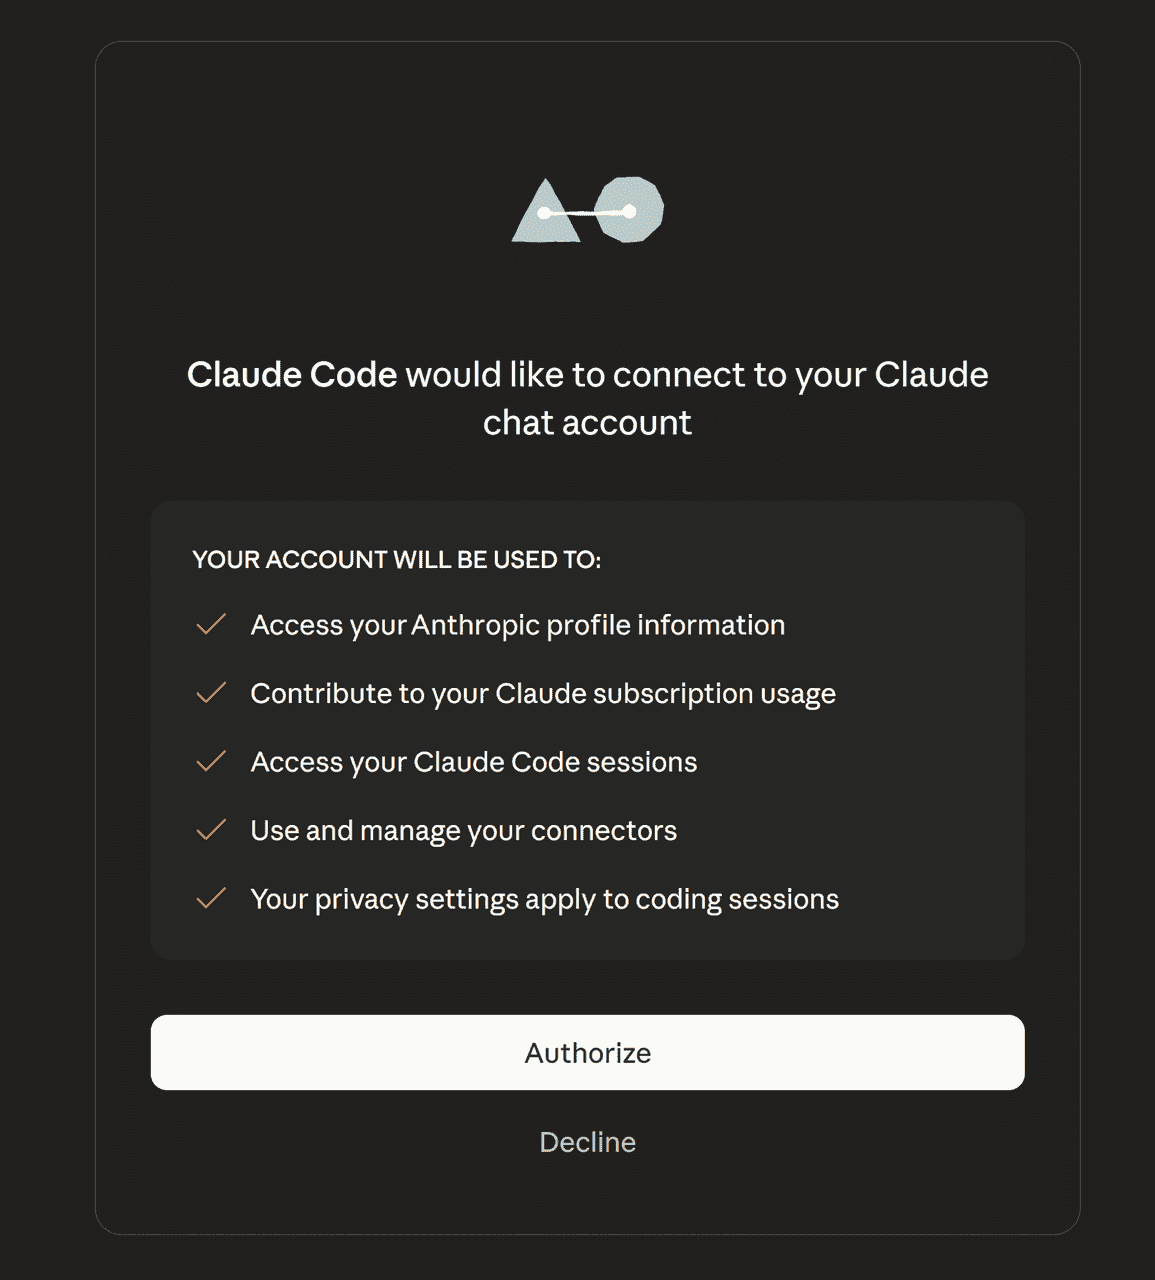 Claude Code would like to connect to your Claude
chat account
YOUR ACCOUNT WILL BE USED TO:
Access your Anthropic profile information
Contribute to your Claude subscription usage
Access your Claude Code sessions
Use and manage your connectors
Your privacy settings apply to coding sessions
Authorize
Decline